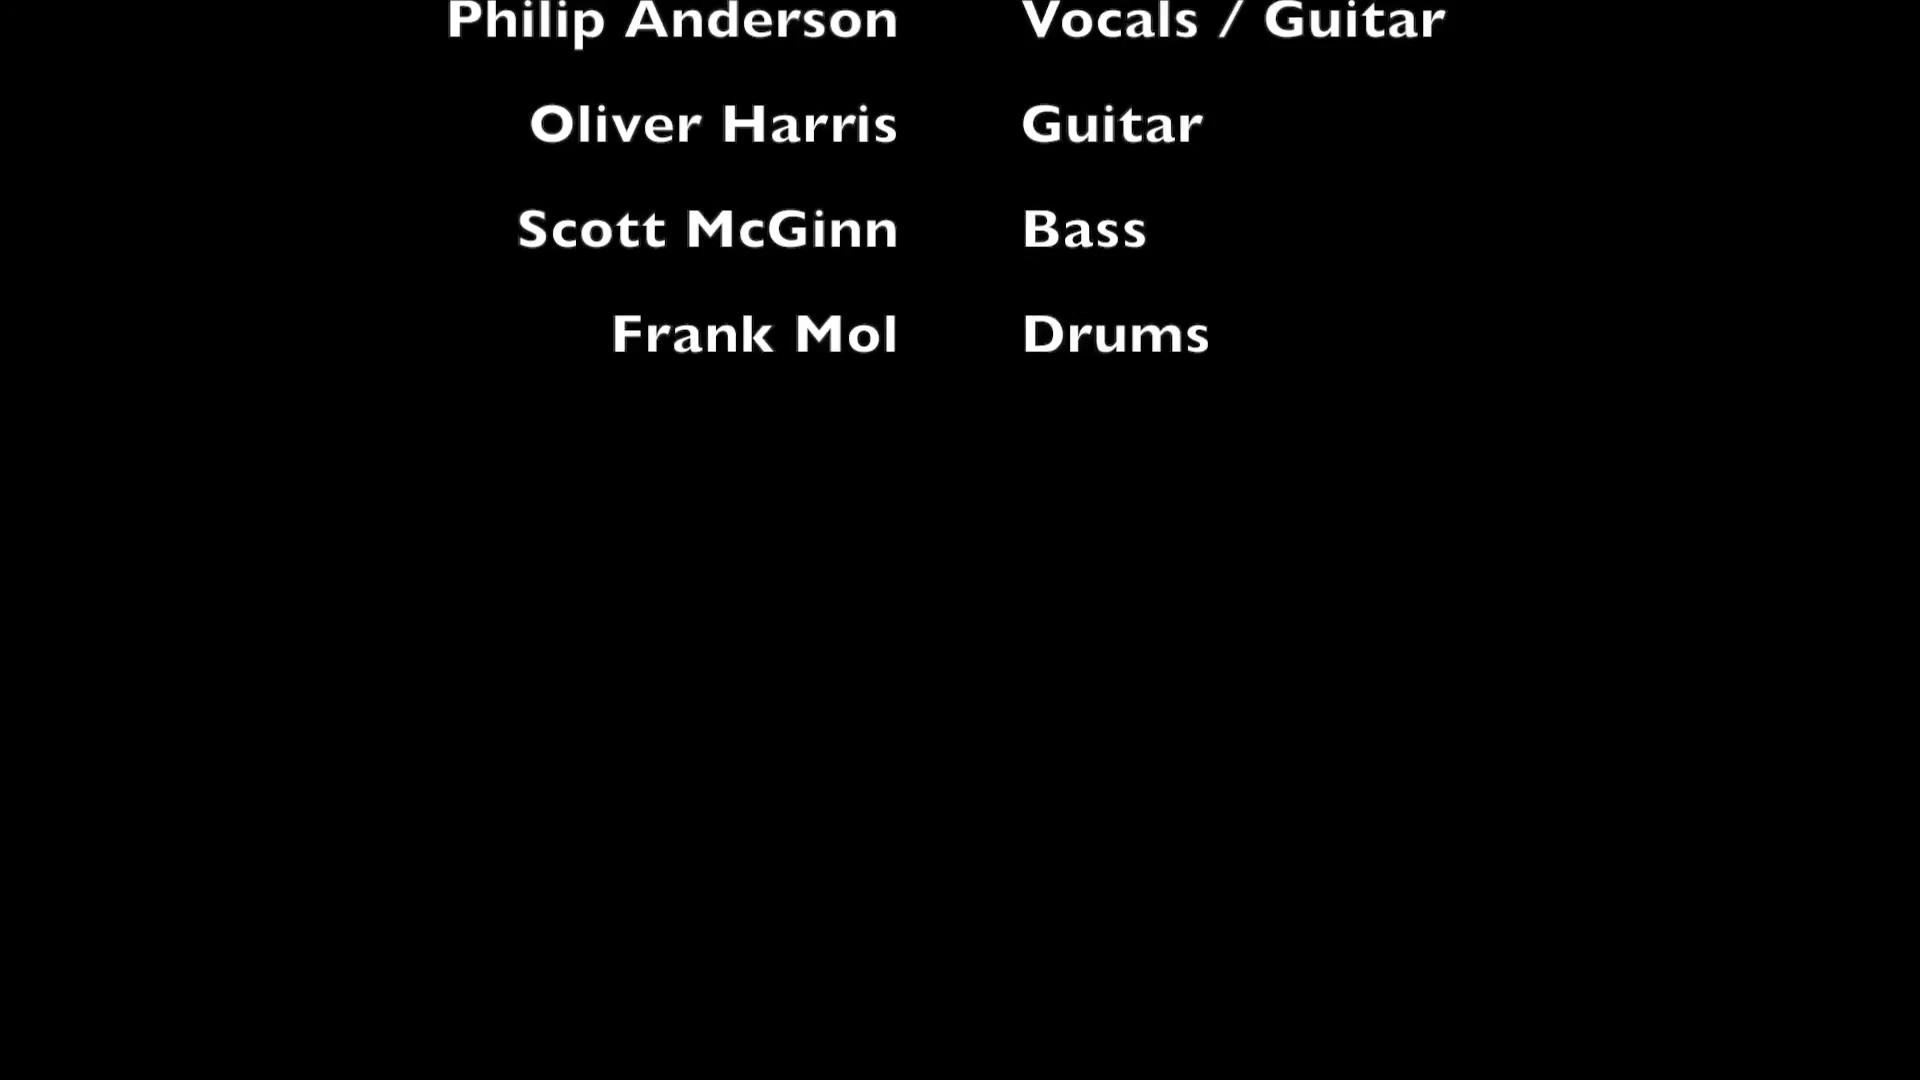 Philip Anderson Vocals / Guitar
Oliver Harris Guitar
Scott McGinn Bass
Frank Mol Drums